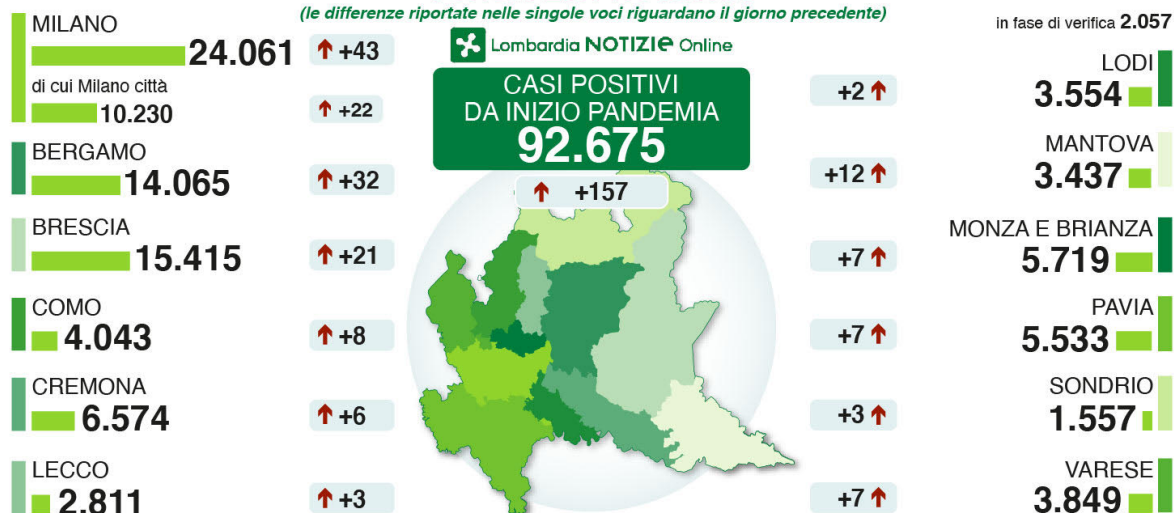 (le differenze riportate nelle singole voci riguardano il giorno precedente)
in fase di verifica 2.057
Lombardia NOTIZIE Online
CASI POSITIVI
DA INIZIO PANDEMIA
92.675
+157
MILANO
24.061 +43
di cui Milano città
10.230 +22
BERGAMO
14.065 +32
BRESCIA
15.415 +21
COMO
4.043 +8
CREMONA
6.574 +6
LECCO
2.811 +3
LODI
+2 3.554
MANTOVA
+12 3.437
MONZA E BRIANZA
+7 5.719
PAVIA
+7 5.533
SONDRIO
+3 1.557
VARESE
+7 3.849